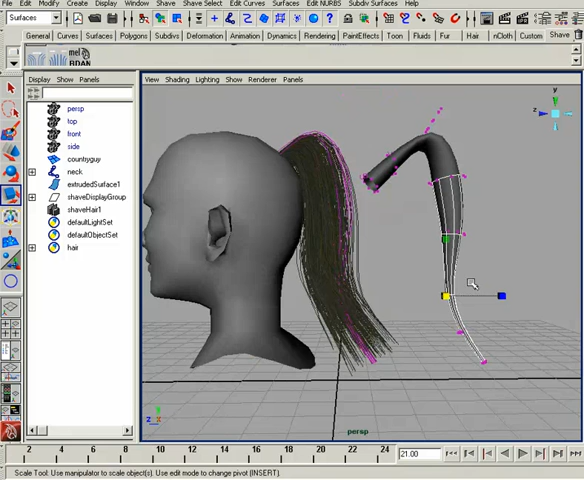 File Edit Modify Create Display Window Shave Select Edit Curves Surfaces Edit NURBS Subdiv Surfaces
Surfaces
General Curves Surfaces Polygons Subdivs Deformation Animation Dynamics Rendering PaintEffects Toon Fluids Fur Hair nCloth Custom Shave
mel
BDAN
Display Show Panels
View Shading Lighting Show Renderer Panels
persp
top
front
side
countryguy
neck
extrudedSurface1
shaveDisplayGroup
shaveHair1
defaultLightSet
defaultObjectSet
hair
y
z
x
y
z x
persp
2 4 6 8 10 12 14 16 18 20 22 24
21.00
Scale Tool: Use manipulator to scale object(s). Use edit mode to change pivot (INSERT).